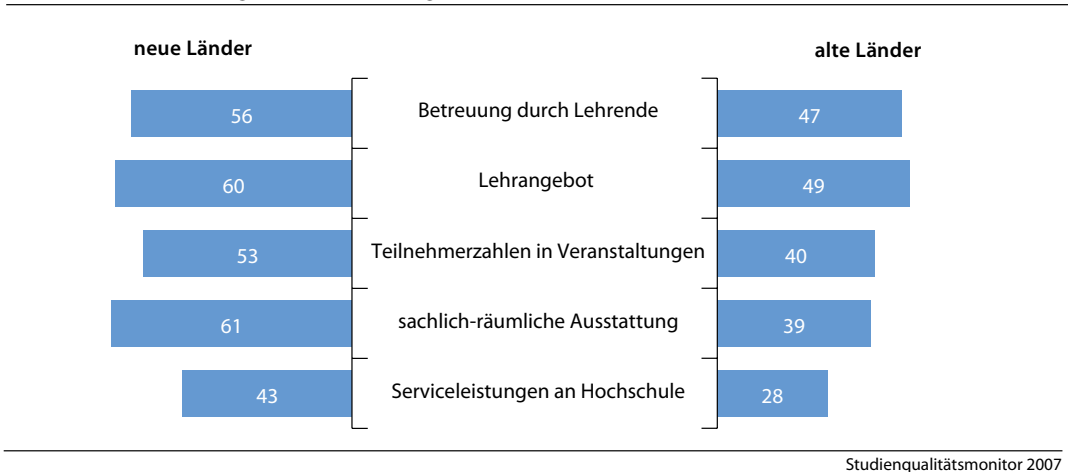 neue Länder alte Länder
56 Betreuung durch Lehrende 47
60 Lehrangebot 49
53 Teilnehmerzahlen in Veranstaltungen 40
61 sachlich-räumliche Ausstattung 39
43 Serviceleistungen an Hochschule 28
Studienqualitätsmonitor 2007